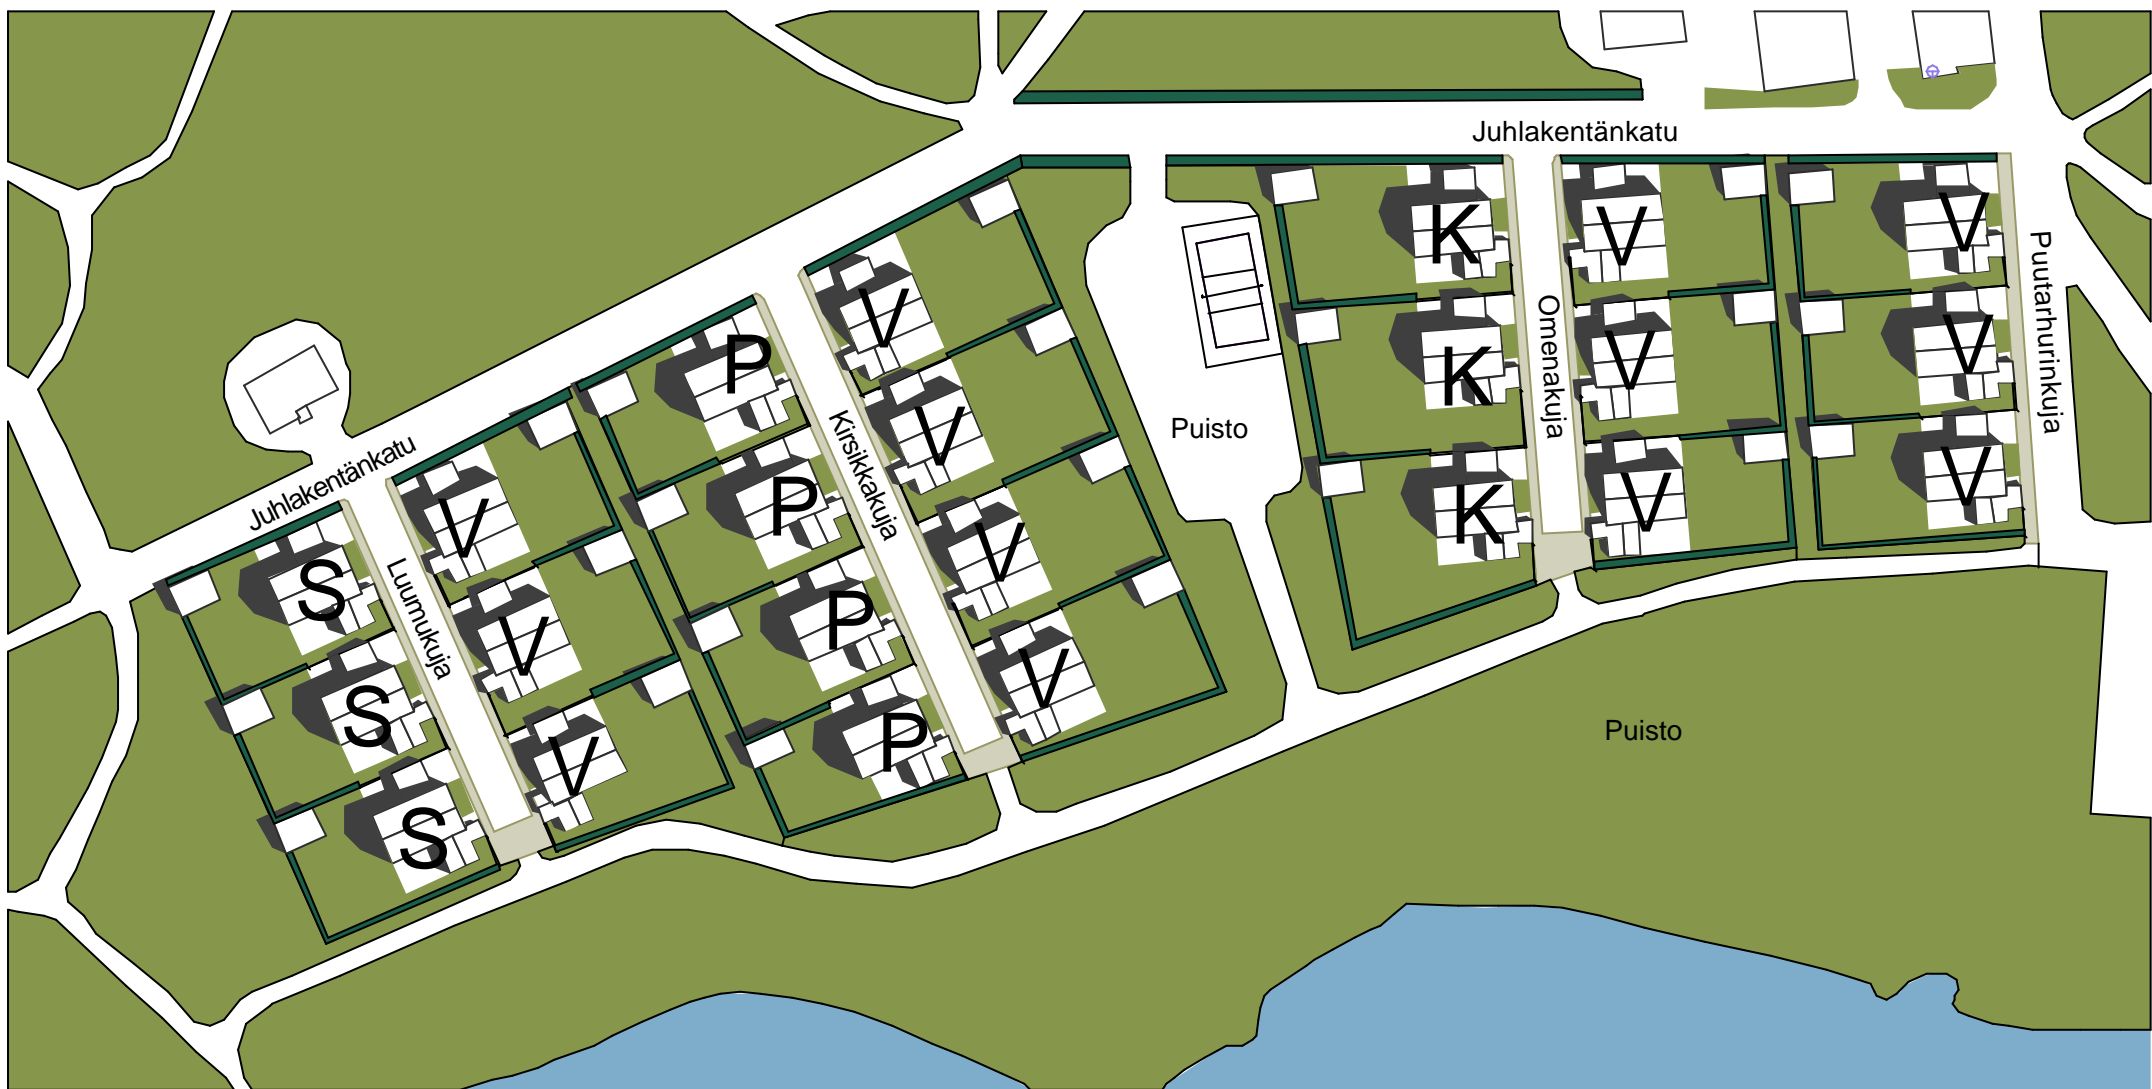 Juhlakentänkatu
K
V
V
Puutarhurinkuja
V
P
Omenakuja
K
V
V
Puisto
Kirsikkakuja
V
Juhlakentänkatu
V
P
K
V
V
S
Luumukuja
V
P
V
S
V
P
V
Puisto
S